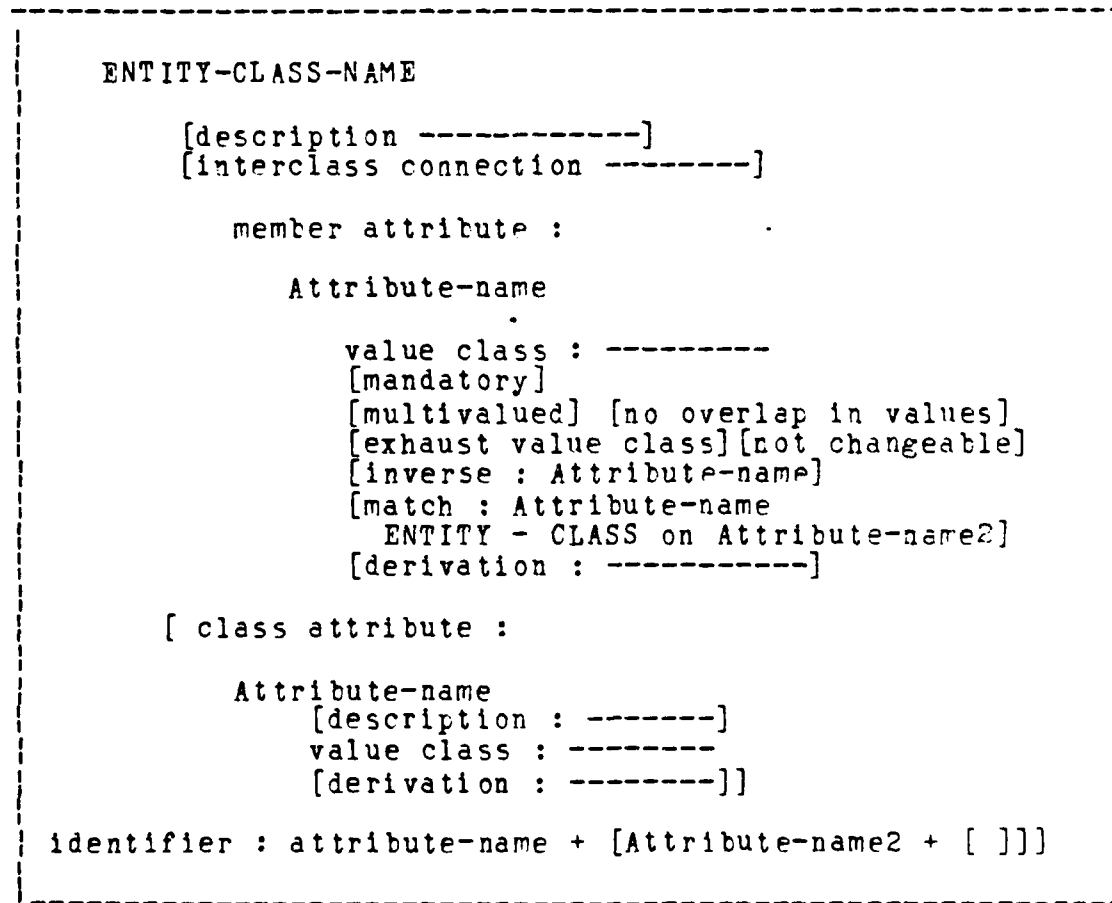 ENTITY-CLASS-NAME
[description ------------]
[interclass connection --------]
member attribute :
Attribute-name
value class : ---------
[mandatory]
[multivalued] [no overlap in values]
[exhaust value class][not changeable]
[inverse : Attribute-name]
[match : Attribute-name
ENTITY - CLASS on Attribute-name2]
[derivation : -----------]
[ class attribute :
Attribute-name
[description : -------]
value class : --------
[derivation : --------]]
identifier : attribute-name + [Attribute-name2 + [ ]]]